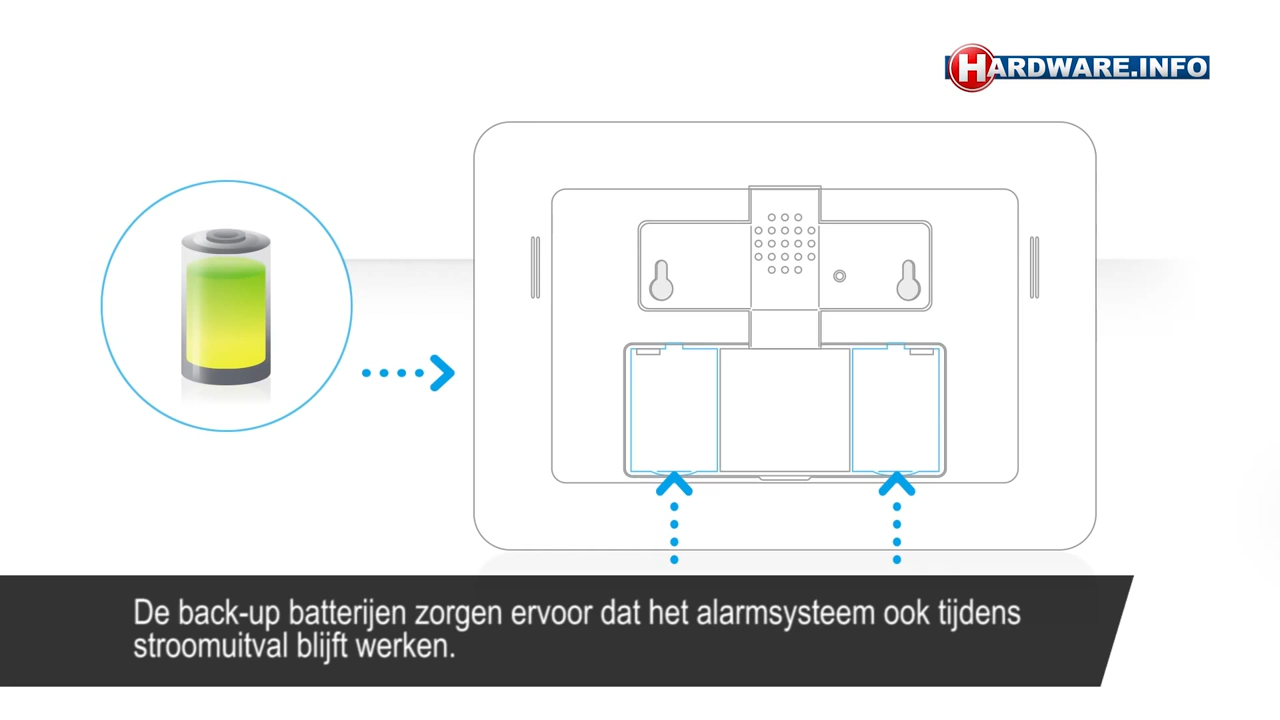 HARDWARE.INFO
De back-up batterijen zorgen ervoor dat het alarmsysteem ook tijdens
stroomuitval blijft werken.